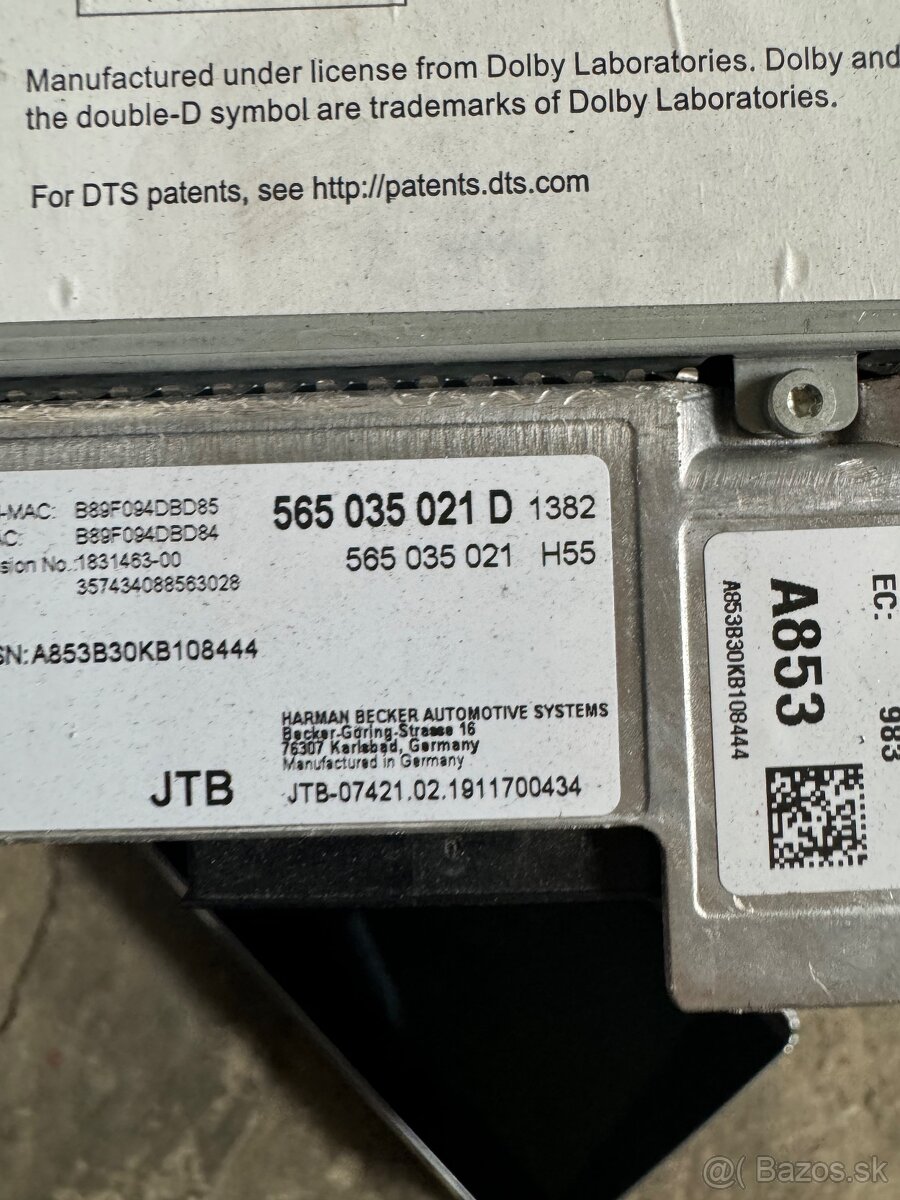 Manufactured under license from Dolby Laboratories. Dolby and
the double-D symbol are trademarks of Dolby Laboratories.
For DTS patents, see http://patents.dts.com
-MAC: B89F094DBD85
C: B89F094DBD84
sion No.:1831463-00
357434088563028
SN:A853B30KB108444
565 035 021 D 1382
565 035 021 H55
HARMAN BECKER AUTOMOTIVE SYSTEMS
Becker-Göring-Strasse 16
76307 Karlsbad, Germany
Manufactured in Germany
JTB
JTB-07421.02.1911700434
EC:
983
A853
A853B30KB108444
@( Bazos.sk